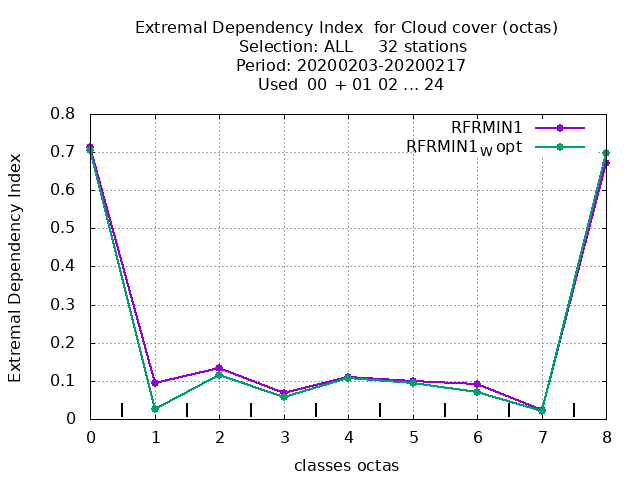 Extremal Dependency Index  for Cloud cover (octas)
Selection: ALL     32 stations
Period: 20200203-20200217
Used  00  + 01 02 ... 24
RFRMIN1
RFRMIN1W opt
Extremal Dependency Index
0.8
0.7
0.6
0.5
0.4
0.3
0.2
0.1
0
0 1 2 3 4 5 6 7 8
classes octas